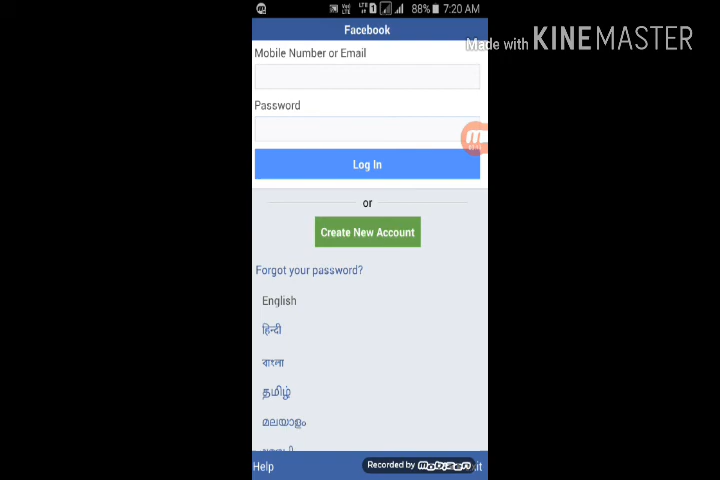 88% 7:20 AM
Facebook
Made with KINEMASTER
Mobile Number or Email
Password
Log In
or
Create New Account
Forgot your password?
English
हिन्दी
বাংলা
தமிழ்
മലയാളം
Help
Recorded by mobizen